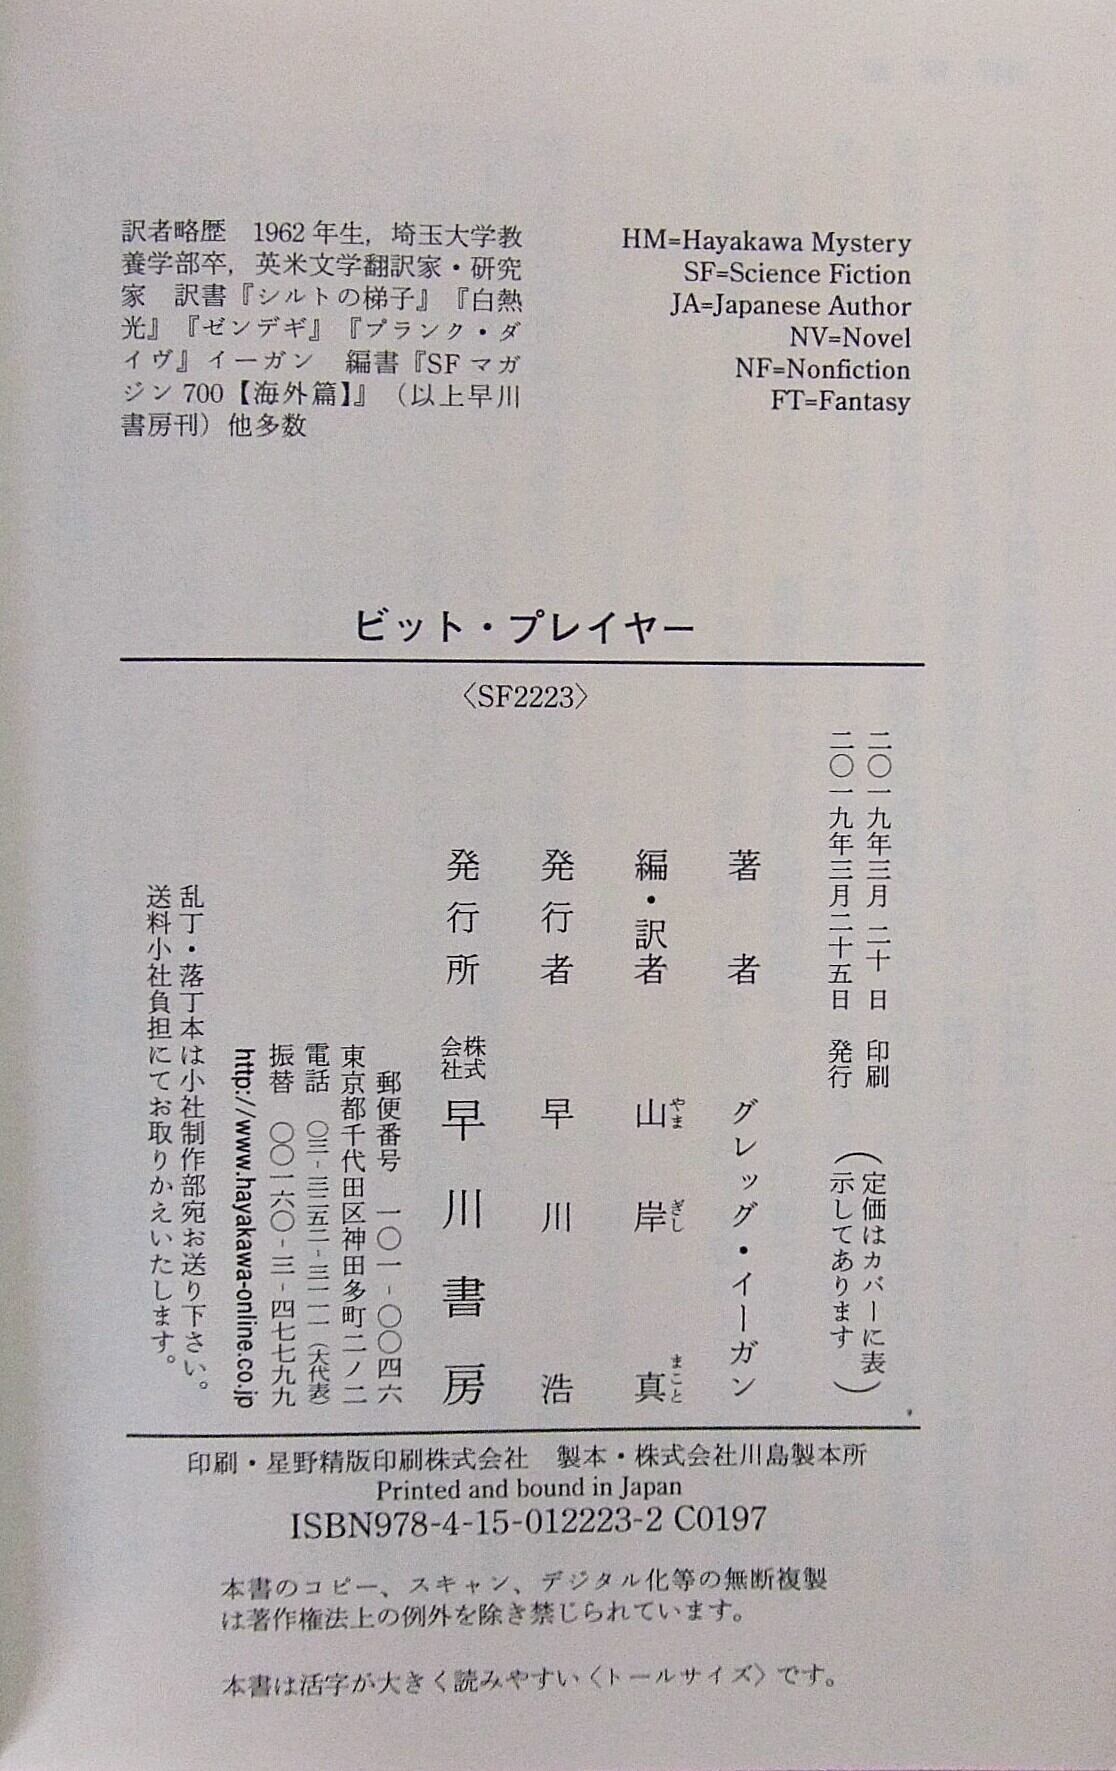 訳者略歴　1962年生，埼玉大学教
養学部卒，英米文学翻訳家・研究
家　訳書『シルトの梯子』『白熱
光』『ゼンデギ』『プランク・ダ
イヴ』イーガン　編書『SFマガ
ジン700【海外篇】』（以上早川
書房刊）他多数
HM=Hayakawa Mystery
SF=Science Fiction
JA=Japanese Author
NV=Novel
NF=Nonfiction
FT=Fantasy
ビット・プレイヤー
〈SF2223〉
二〇一九年三月二十日　印刷
二〇一九年三月二十五日　発行
（定価はカバーに表
示してあります）
著者　グレッグ・イーガン
編・訳者　山岸真
やま　ぎし　まこと
発行者　早川浩
発行所　株式会社　早川書房
郵便番号　一〇一-〇〇四六
東京都千代田区神田多町二ノ二
電話　〇三-三二五二-三一一一（大代表）
振替　〇〇一六〇-三-四七七九九
http://www.hayakawa-online.co.jp
乱丁・落丁本は小社制作部宛お送り下さい。
送料小社負担にてお取りかえいたします。
印刷・星野精版印刷株式会社　製本・株式会社川島製本所
Printed and bound in Japan
ISBN978-4-15-012223-2 C0197
本書のコピー、スキャン、デジタル化等の無断複製
は著作権法上の例外を除き禁じられています。
本書は活字が大きく読みやすい〈トールサイズ〉です。